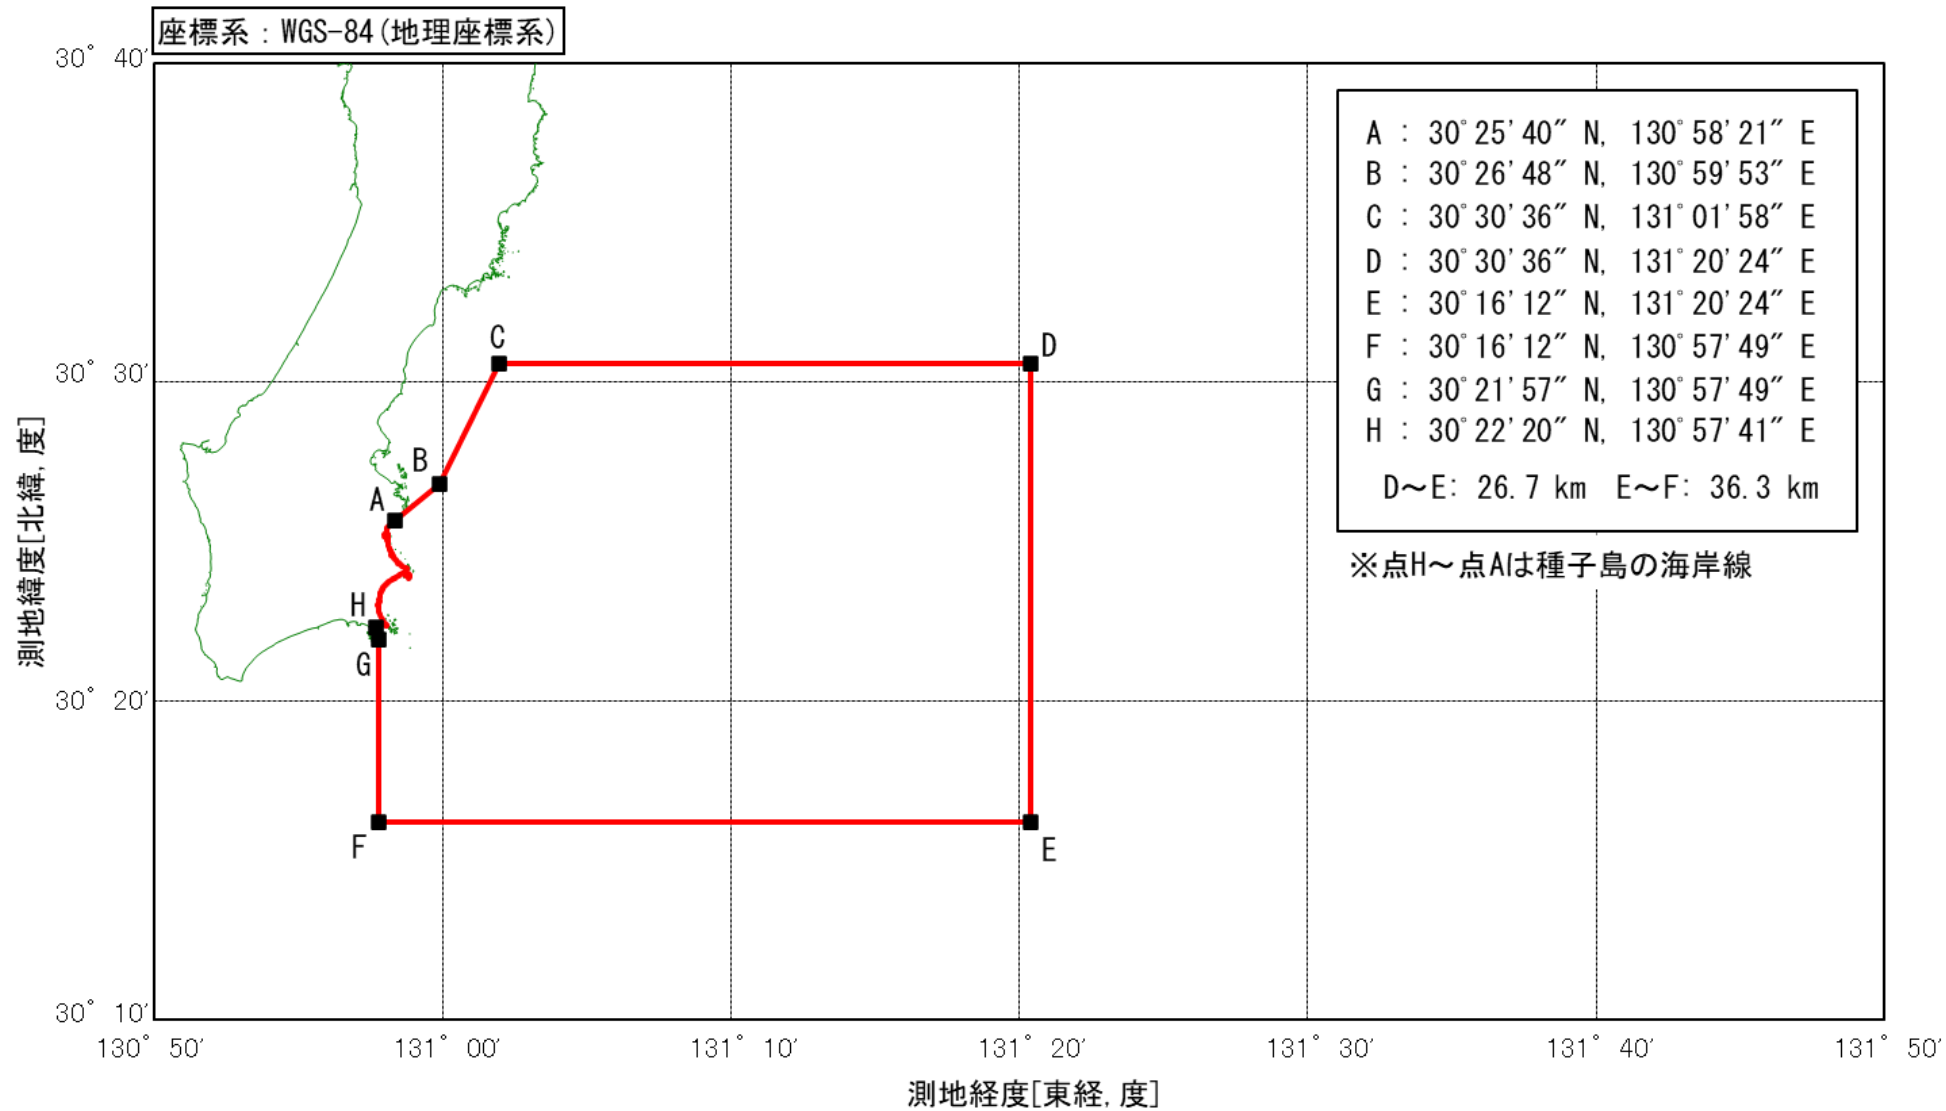 座標系：WGS-84(地理座標系)
30° 40′
30° 30′
30° 20′
30° 10′
130° 50′
131° 00′
131° 10′
131° 20′
131° 30′
131° 40′
131° 50′
測地緯度[北緯,度]
測地経度[東経,度]
C
D
B
A
H
G
F
E
A : 30°25'40" N, 130°58'21" E
B : 30°26'48" N, 130°59'53" E
C : 30°30'36" N, 131°01'58" E
D : 30°30'36" N, 131°20'24" E
E : 30°16'12" N, 131°20'24" E
F : 30°16'12" N, 130°57'49" E
G : 30°21'57" N, 130°57'49" E
H : 30°22'20" N, 130°57'41" E
D～E: 26.7 km E～F: 36.3 km
※点H～点Aは種子島の海岸線